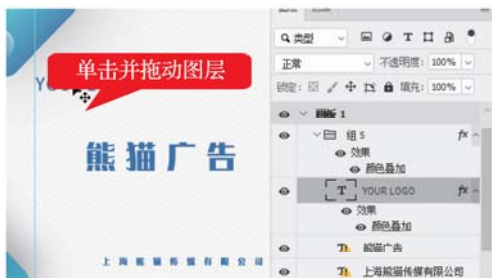 类型
正常
不透明度: 100%
锁定:
填充: 100%
画板 1
组 5
fx
效果
颜色叠加
T YOUR LOGO
fx
效果
颜色叠加
熊猫广告
上海熊猫传媒有限公司
单击并拖动图层
YO
熊猫广告
上海熊猫传媒有限公司